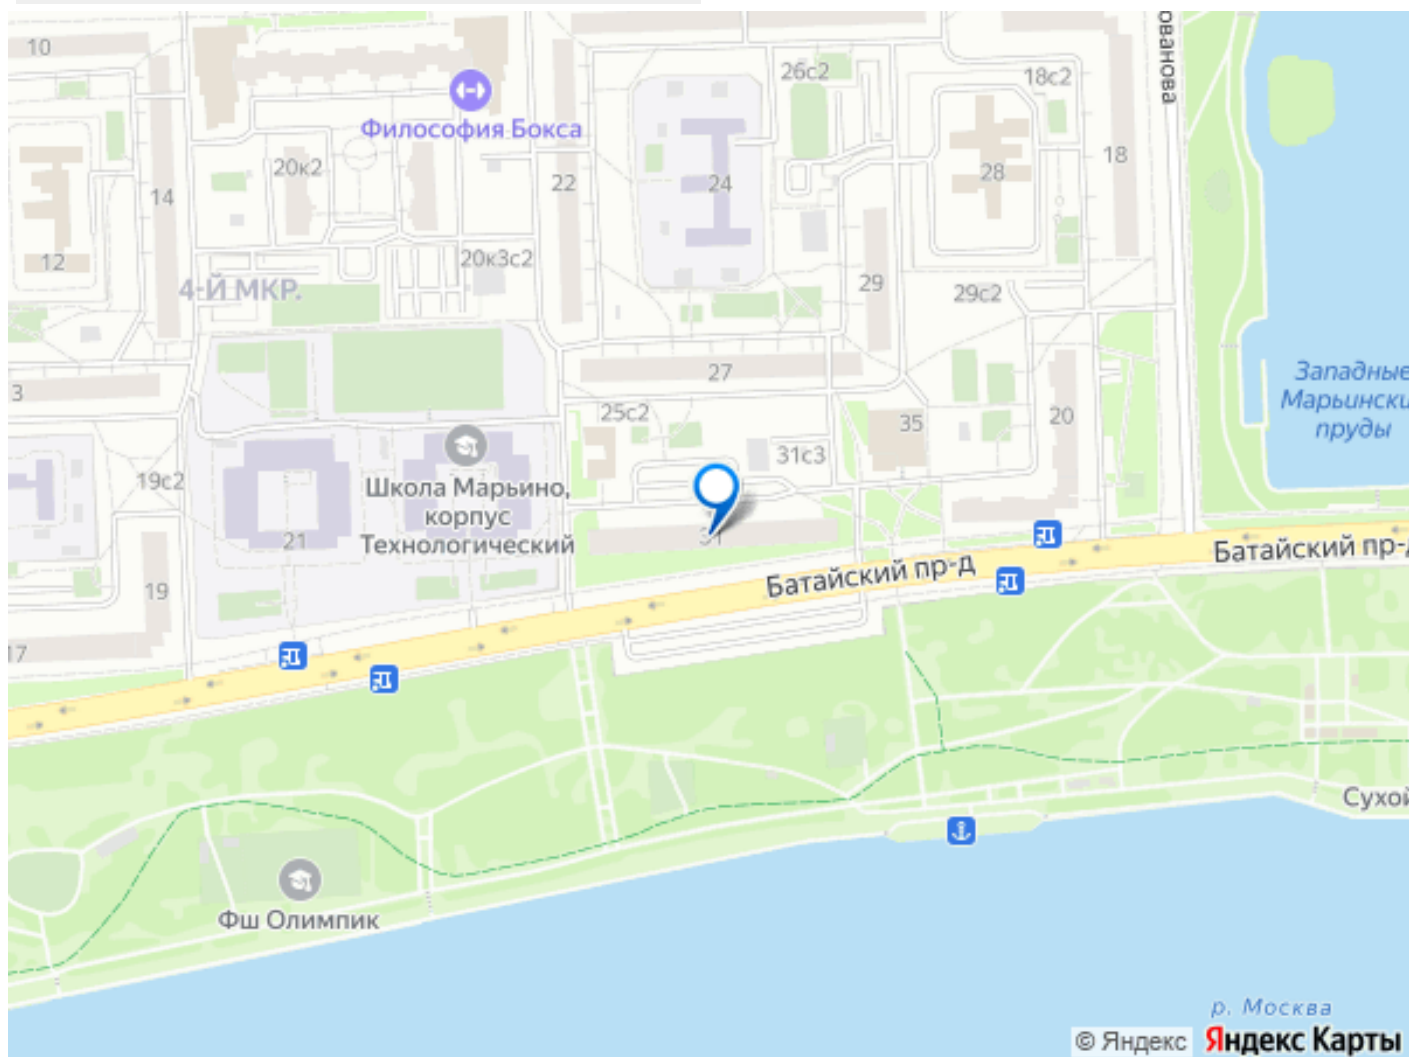 10
26с2
18с2
ованова
Философия Бокса
20к2
14
22
24
28
18
12
20к3с2
4-Й МКР.
29
29с2
Западные
Марьински
пруды
3
27
25с2
35
20
31с3
19с2
Школа Марьино,
корпус
Технологический
21
31
Батайский пр-д
Батайский пр-д
19
17
Сухой
Фш Олимпик
р. Москва
© Яндекс Яндекс Карты